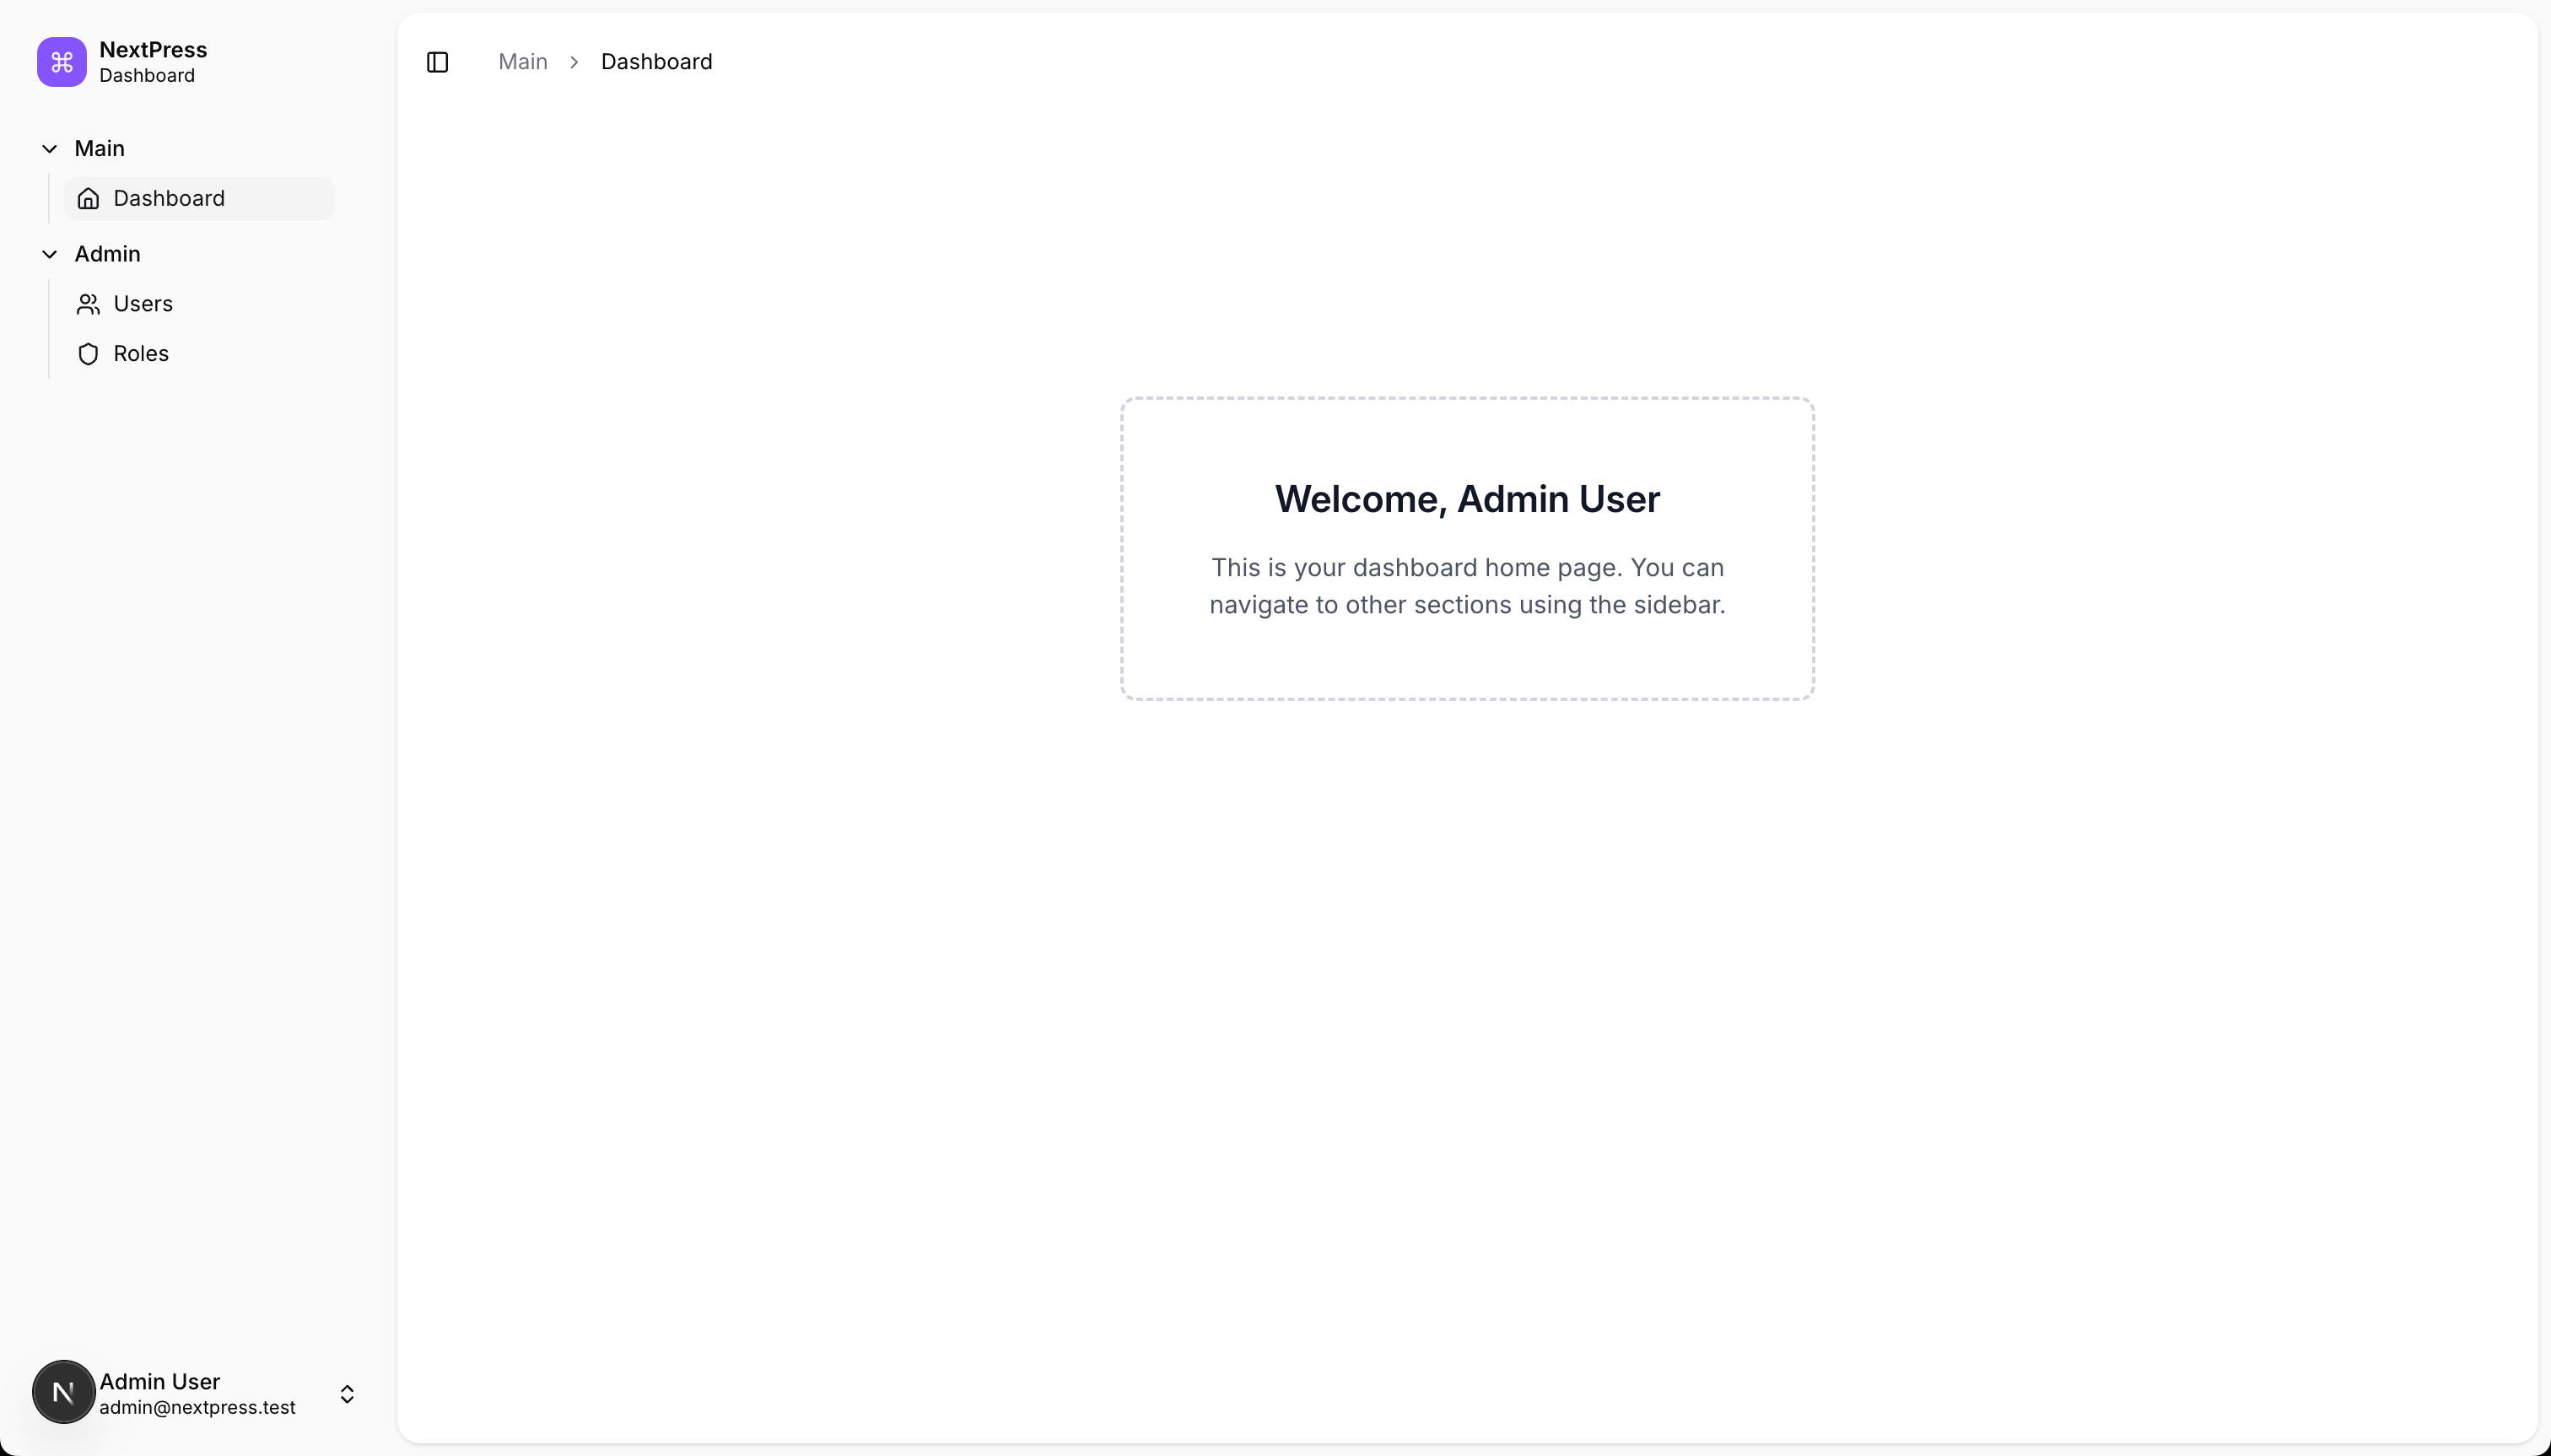 NextPress
Dashboard
Main
Dashboard
Admin
Users
Roles
Main
Dashboard
Welcome, Admin User
This is your dashboard home page. You can
navigate to other sections using the sidebar.
N
Admin User
admin@nextpress.test